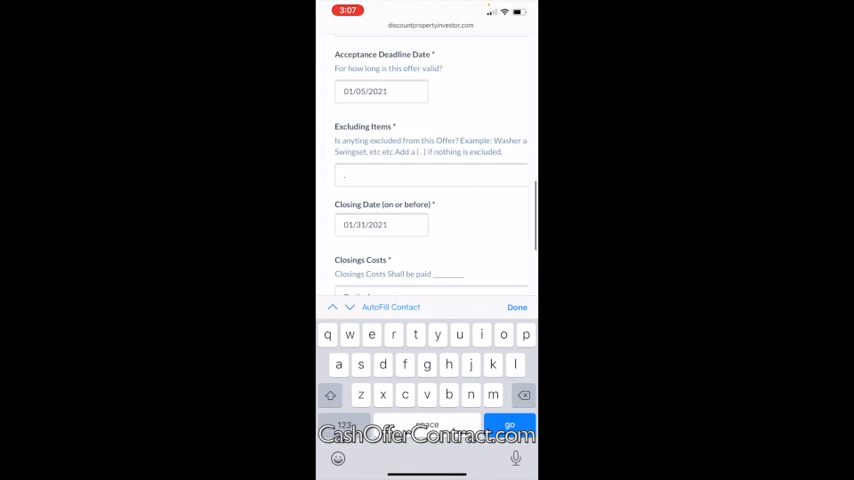 3:07
discountpropertyinvestor.com
Acceptance Deadline Date *
For how long is this offer valid?
01/05/2021
Excluding Items *
Is anyting excluded from this Offer? Example: Washer a
Swingset, etc etc Add a ( . ) if nothing is excluded.
.
Closing Date (on or before) *
01/31/2021
Closings Costs *
Closings Costs Shall be paid ________
AutoFill Contact Done
q w e r t y u i o p
a s d f g h j k l
z x c v b n m
123 space go
CashOfferContract.com